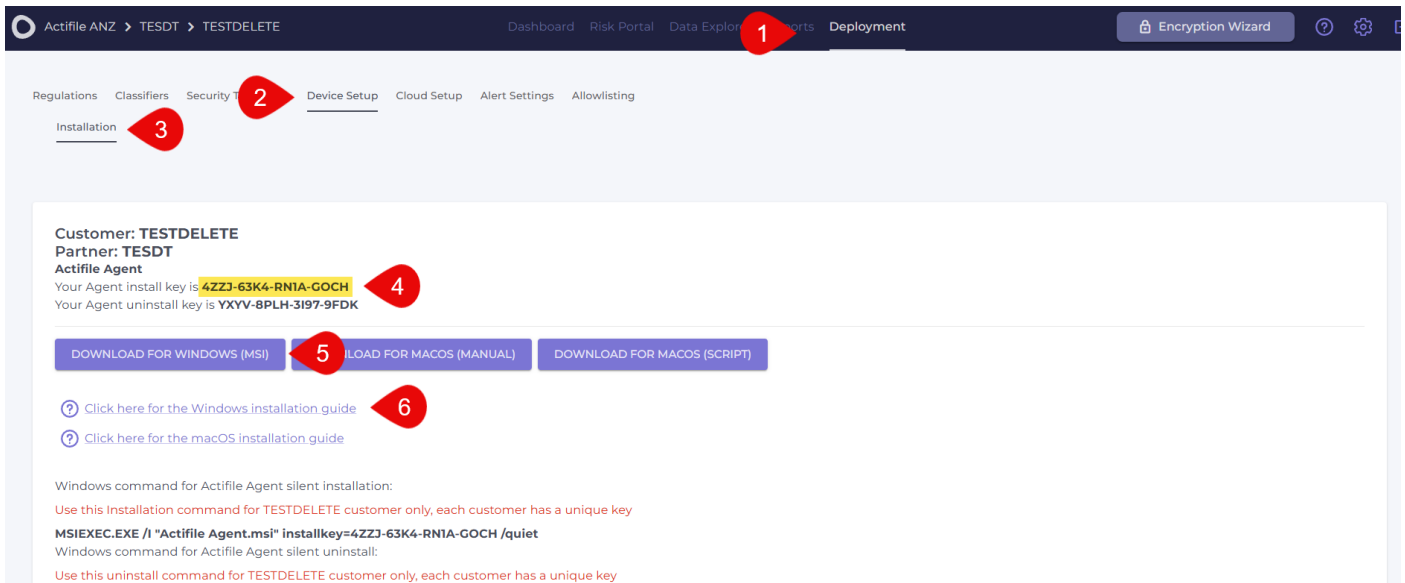 Actifile ANZ > TESDT > TESTDELETE
Dashboard Risk Portal Data Explor 1 orts Deployment
Encryption Wizard
Regulations Classifiers Security T 2 Device Setup Cloud Setup Alert Settings Allowlisting
Installation 3
Customer: TESTDELETE
Partner: TESDT
Actifile Agent
Your Agent install key is 4ZZJ-63K4-RN1A-GOCH 4
Your Agent uninstall key is YXYV-8PLH-3I97-9FDK
DOWNLOAD FOR WINDOWS (MSI) 5 NLOAD FOR MACOS (MANUAL) DOWNLOAD FOR MACOS (SCRIPT)
? Click here for the Windows installation guide 6
? Click here for the macOS installation guide
Windows command for Actifile Agent silent installation:
Use this Installation command for TESTDELETE customer only, each customer has a unique key
MSIEXEC.EXE /I "Actifile Agent.msi" installkey=4ZZJ-63K4-RN1A-GOCH /quiet
Windows command for Actifile Agent silent uninstall:
Use this uninstall command for TESTDELETE customer only, each customer has a unique key